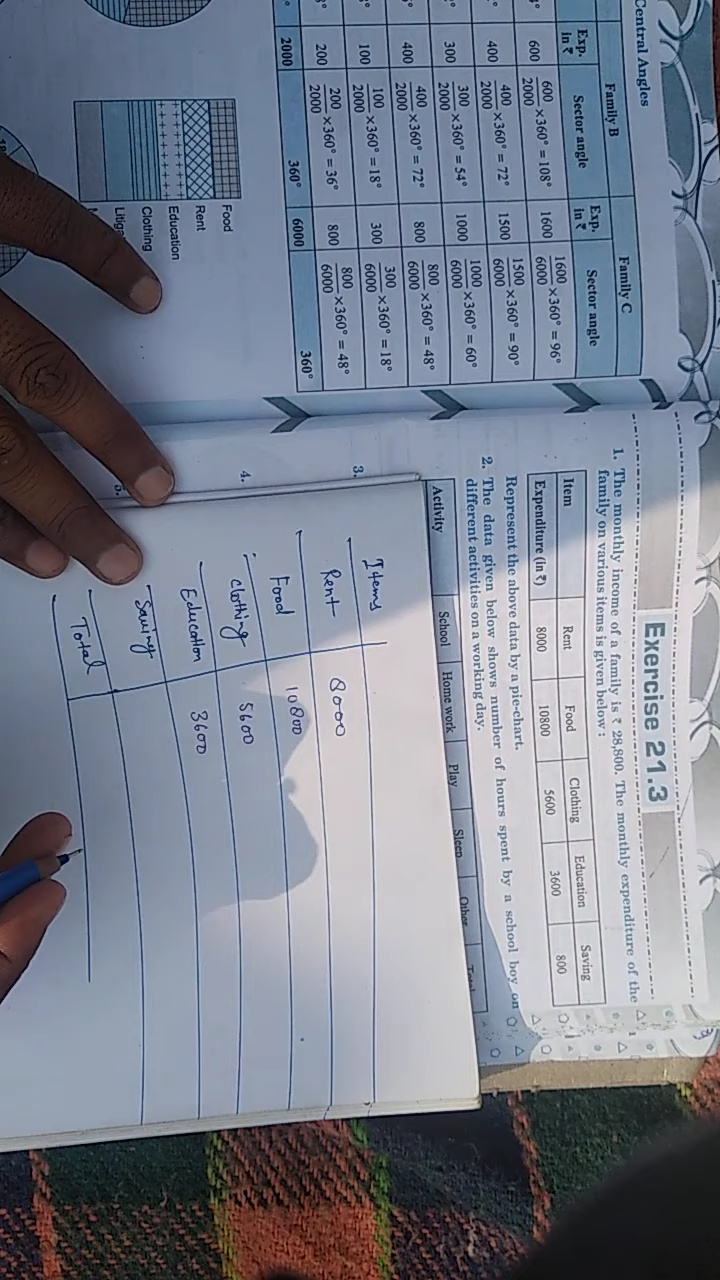 Central Angles
Family B
Family C
Exp. in ₹
Sector angle
Exp. in ₹
Sector angle
600
600/2000 ×360° = 108°
1600
1600/6000 ×360° = 96°
400
400/2000 ×360° = 72°
1500
1500/6000 ×360° = 90°
300
300/2000 ×360° = 54°
1000
1000/6000 ×360° = 60°
400
400/2000 ×360° = 72°
800
800/6000 ×360° = 48°
100
100/2000 ×360° = 18°
300
300/6000 ×360° = 18°
200
200/2000 ×360° = 36°
800
800/6000 ×360° = 48°
2000
360°
6000
360°
Food
Rent
Education
Clothing
Exercise 21.3
1. The monthly income of a family is ₹ 28,800. The monthly expenditure of the
family on various items is given below :
Item Rent Food Clothing Education Saving
Expenditure (in ₹) 8000 10800 5600 3600 800
Represent the above data by a pie-chart.
2. The data given below shows number of hours spent by a school boy on
different activities on a working day.
Activity School Home work Play Sleep Other Total
3.
4.
5.
Items
Rent 8000
Food 10800
Clothing 5600
Education 3600
Saving
Total